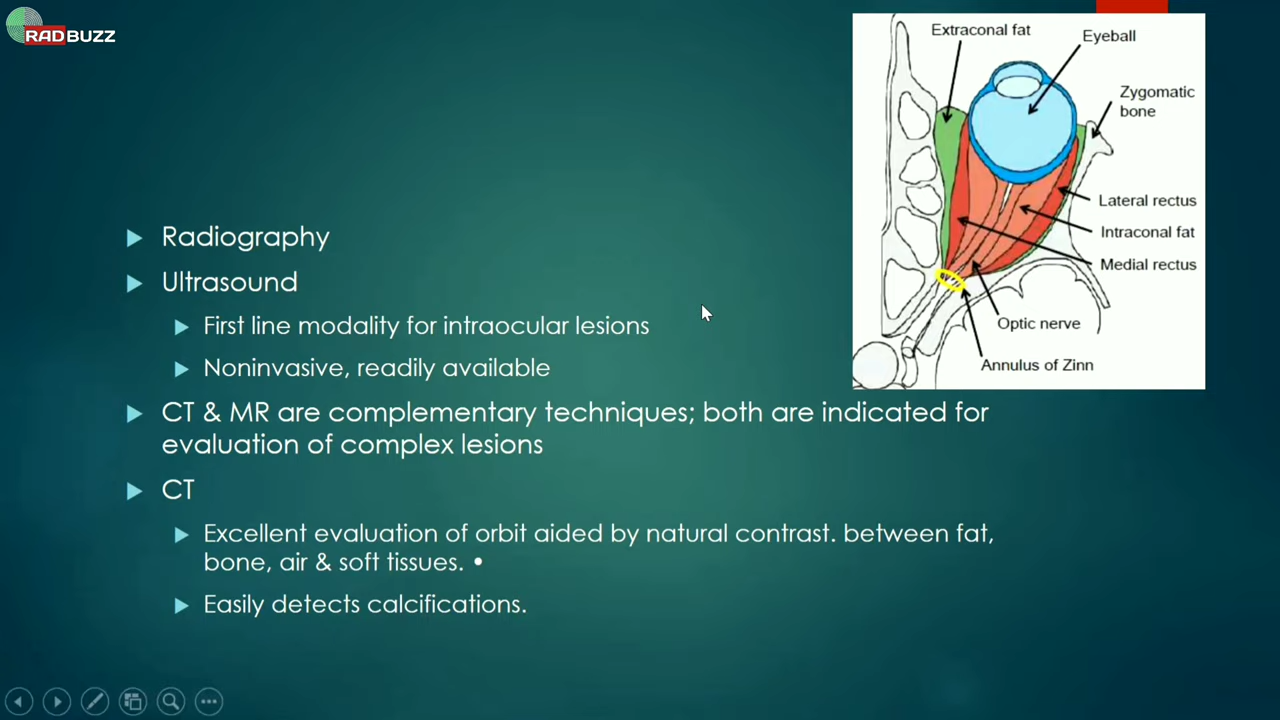 RADBUZZ
Extraconal fat
Eyeball
Zygomatic
bone
Lateral rectus
Intraconal fat
Medial rectus
Optic nerve
Annulus of Zinn
Radiography
Ultrasound
First line modality for intraocular lesions
Noninvasive, readily available
CT & MR are complementary techniques; both are indicated for
evaluation of complex lesions
CT
Excellent evaluation of orbit aided by natural contrast. between fat,
bone, air & soft tissues. •
Easily detects calcifications.